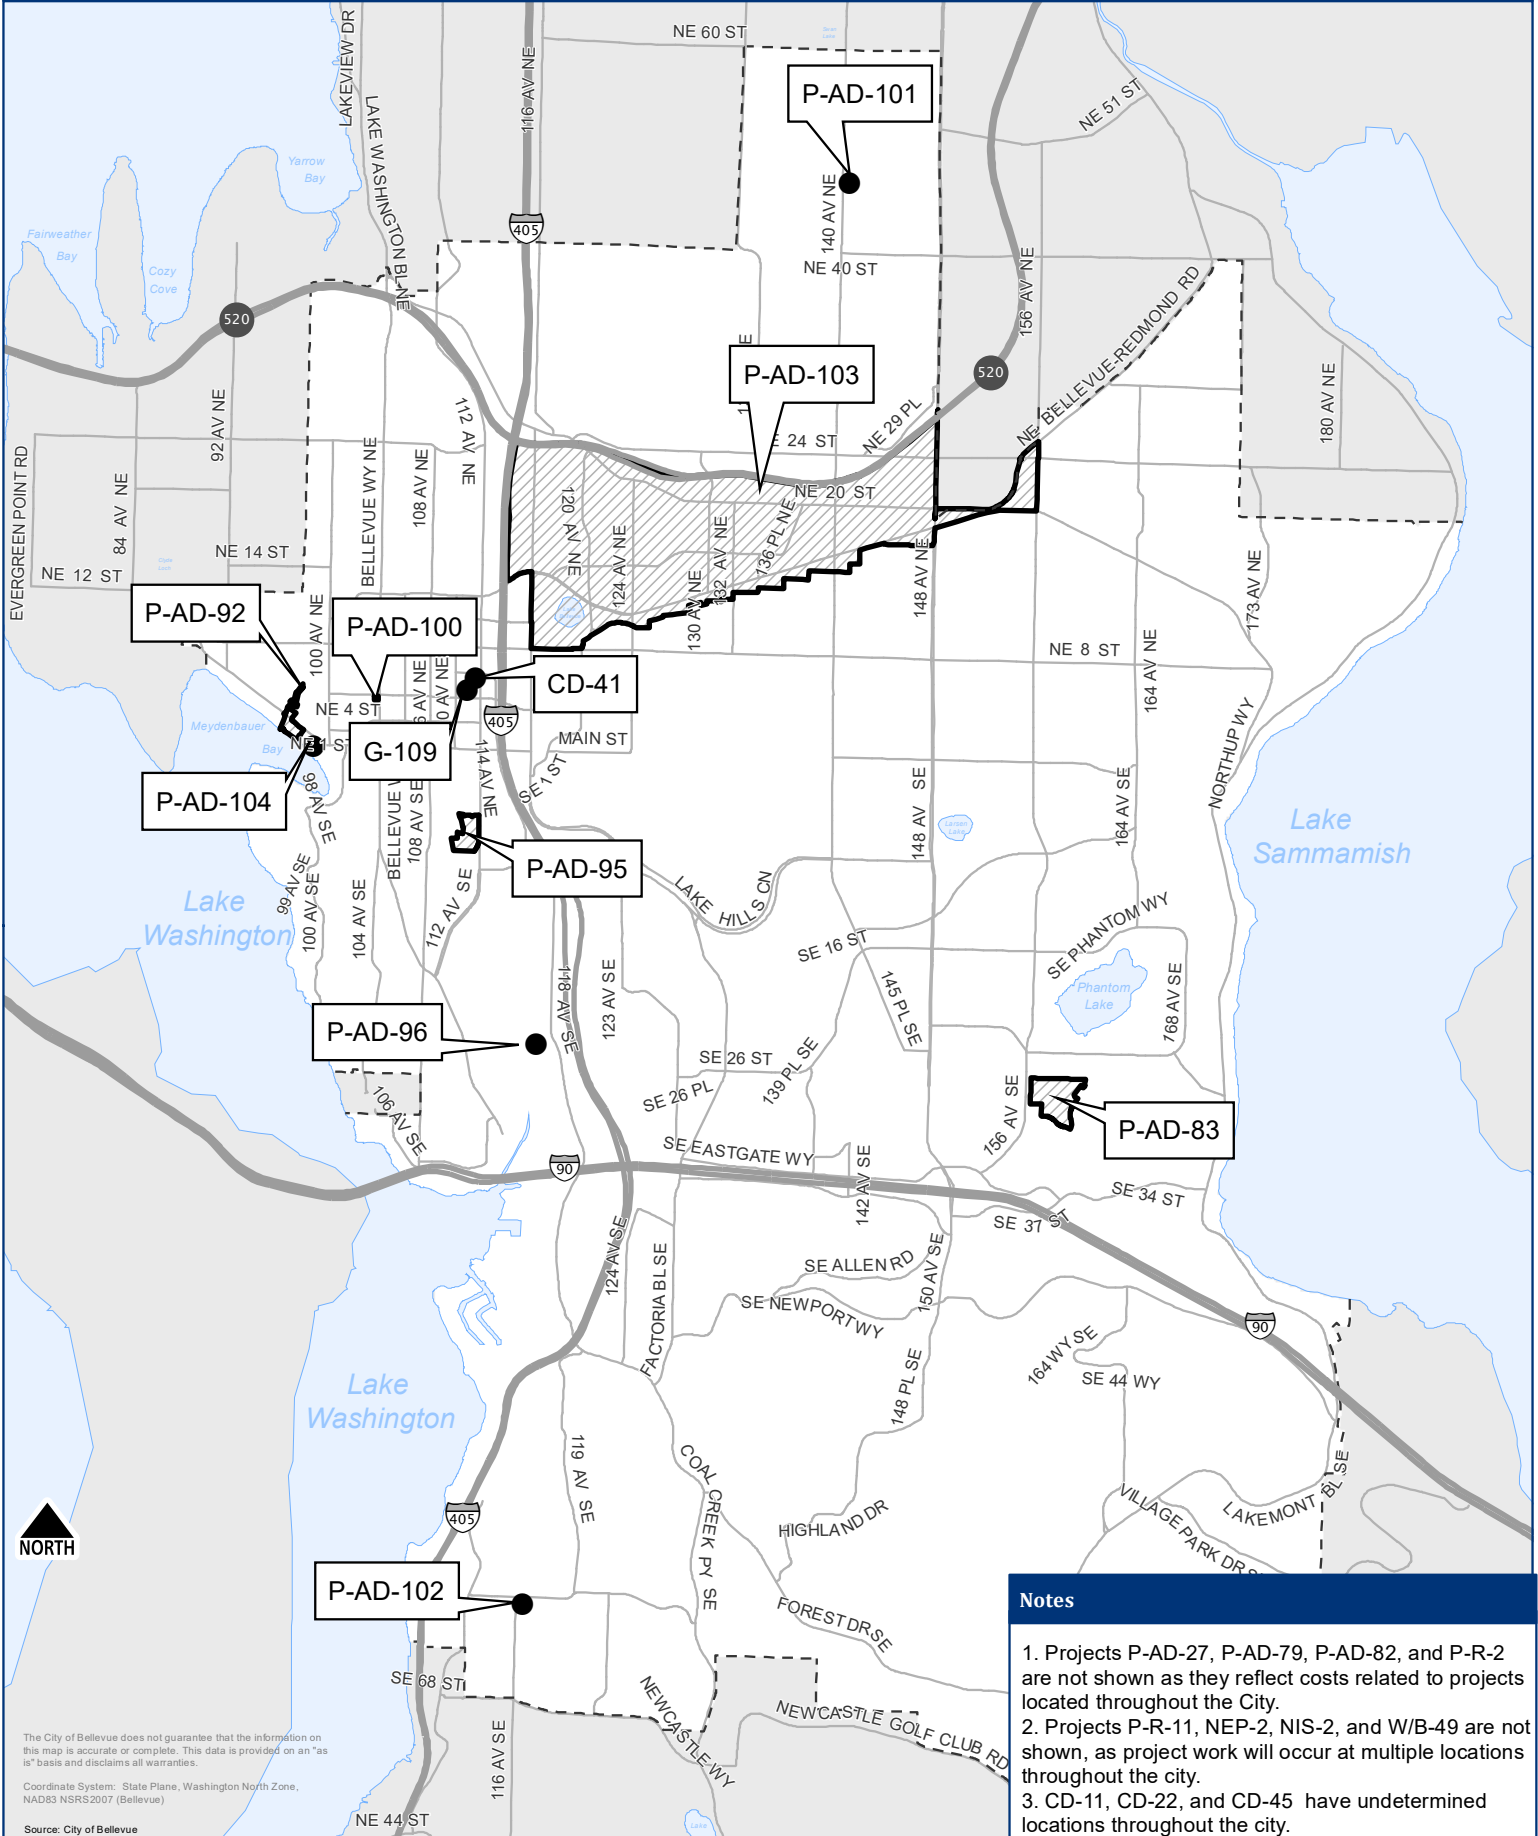 NE 60 ST
Swan
Lake
LAKEVIEW DR
LAKE WASHINGTON BL NE
116 AV NE
P-AD-101
NE 51 ST
Yarrow
Bay
140 AV NE
405
Fairweather
Bay
Cozy
Cove
NE 40 ST
156 AV NE
NE BELLEVUE-REDMOND RD
520
520
P-AD-103
92 AV NE
112 AV NE
NE 29 PL
180 AV NE
E 24 ST
EVERGREEN POINT RD
84 AV NE
BELLEVUE WY NE
108 AV NE
NE 20 ST
120 AV NE
124 AV NE
132 AV NE
136 PL NE
NE 14 ST
NE 12 ST
148 AV NE
173 AV NE
130 AV NE
P-AD-92
100 AV NE
P-AD-100
NE 8 ST
164 AV NE
6 AV NE
0 AV NE
CD-41
NE 4 ST
Meydenbauer
Bay
NE 1 ST
G-109
405
MAIN ST
114 AV NE
SE 1 ST
NORTHUP WY
P-AD-104
98 AV SE
BELLEVUE W
108 AV SE
148 AV SE
164 AV SE
Larsen
Lake
Lake
Sammamish
P-AD-95
LAKE HILLS CN
99 AV SE
100 AV SE
104 AV SE
112 AV SE
Lake
Washington
SE 16 ST
SE PHANTOM WY
118 AV SE
123 AV SE
145 PL SE
Phantom
Lake
168 AV SE
P-AD-96
SE 26 ST
139 PL SE
SE 26 PL
106 AV SE
156 AV SE
P-AD-83
SE EASTGATE WY
90
142 AV SE
SE 34 ST
SE 37 ST
124 AV SE
FACTORIA BL SE
SE ALLEN RD
150 AV SE
SE NEWPORT WY
90
164 WY SE
SE 44 WY
148 PL SE
Lake
Washington
119 AV SE
COAL CREEK PY SE
405
HIGHLAND DR
VILLAGE PARK DR S
LAKEMONT BL SE
NORTH
P-AD-102
FOREST DR SE
SE 68 ST
NEWCASTLE WY
NEWCASTLE GOLF CLUB RD
116 AV SE
NE 44 ST
Lake
Notes
1. Projects P-AD-27, P-AD-79, P-AD-82, and P-R-2
are not shown as they reflect costs related to projects
located throughout the City.
2. Projects P-R-11, NEP-2, NIS-2, and W/B-49 are not
shown, as project work will occur at multiple locations
throughout the city.
3. CD-11, CD-22, and CD-45 have undetermined
locations throughout the city.
The City of Bellevue does not guarantee that the information on
this map is accurate or complete. This data is provided on an "as
is" basis and disclaims all warranties.
Coordinate System: State Plane, Washington North Zone,
NAD83 NSRS2007 (Bellevue)
Source: City of Bellevue